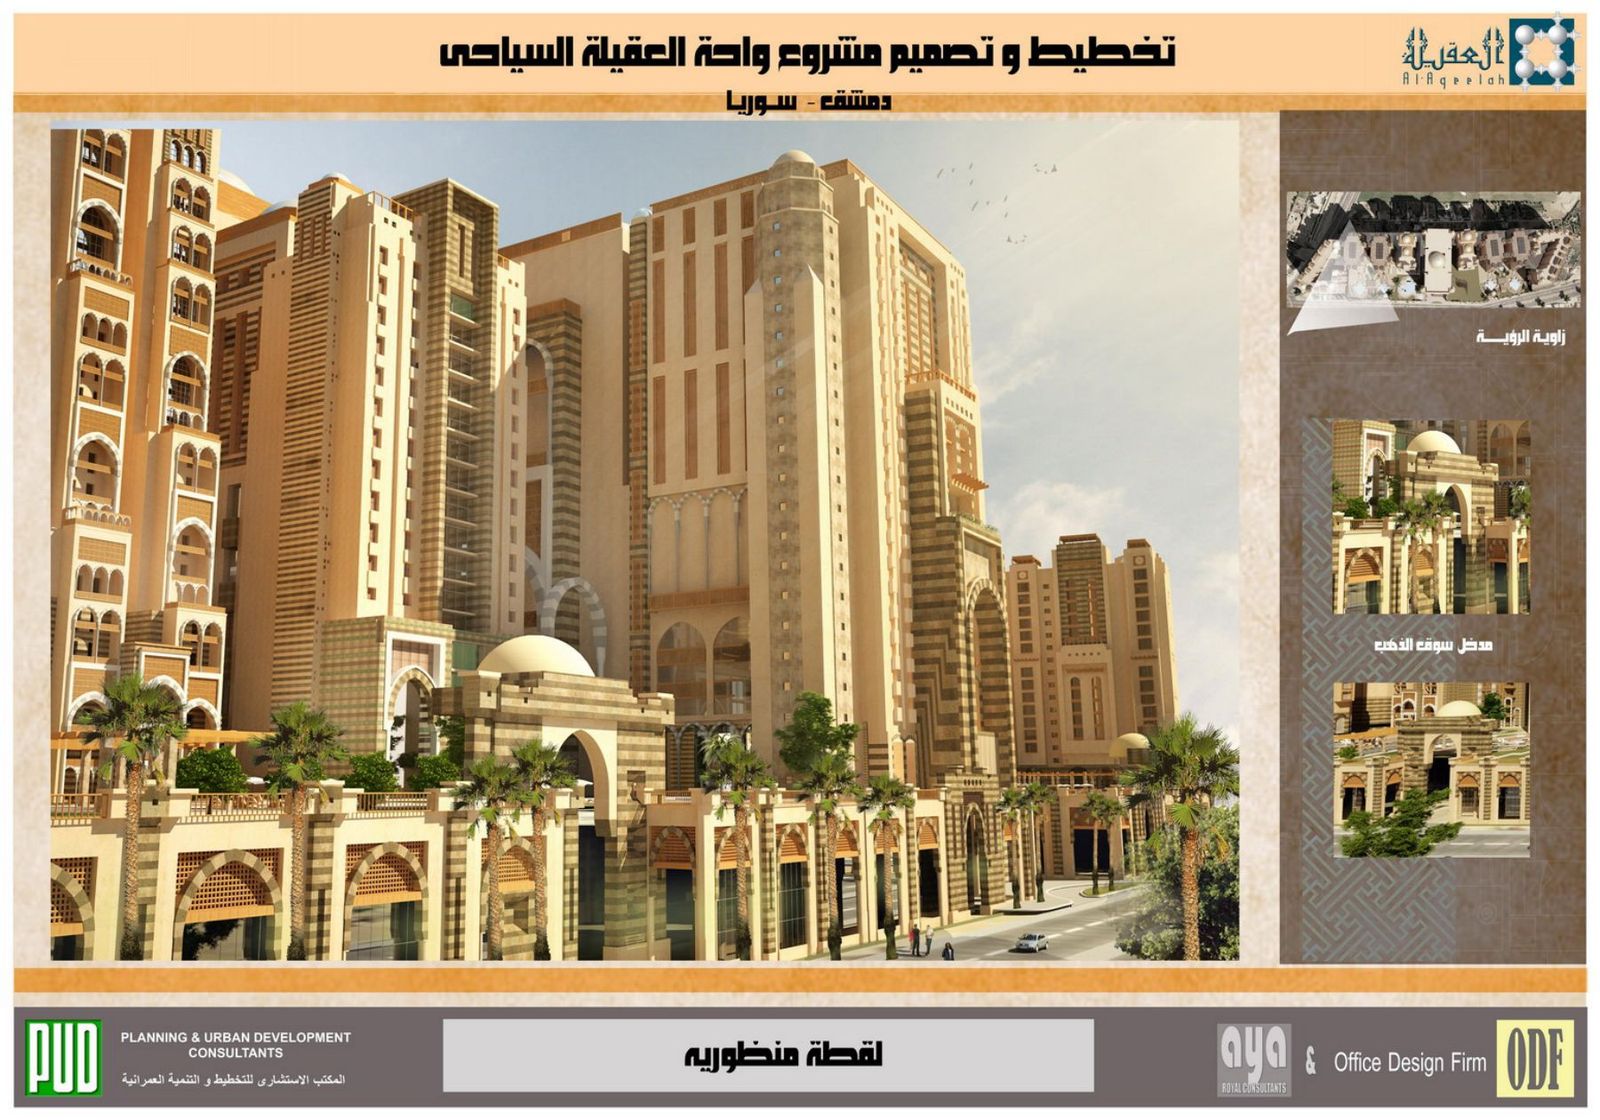 تخطيط و تصميم مشروع واحة العقيلة السياحى
دمشق - سوريا
العقيلة
Al-Aqeelah
زاوية الرؤيــــة
مدخل سوق الذهب
PUD
PLANNING & URBAN DEVELOPMENT
CONSULTANTS
المكتب الاستشارى للتخطيط و التنمية العمرانية
لقطة منظوريه
aya
ROYAL CONSULTANTS
&
Office Design Firm
ODF